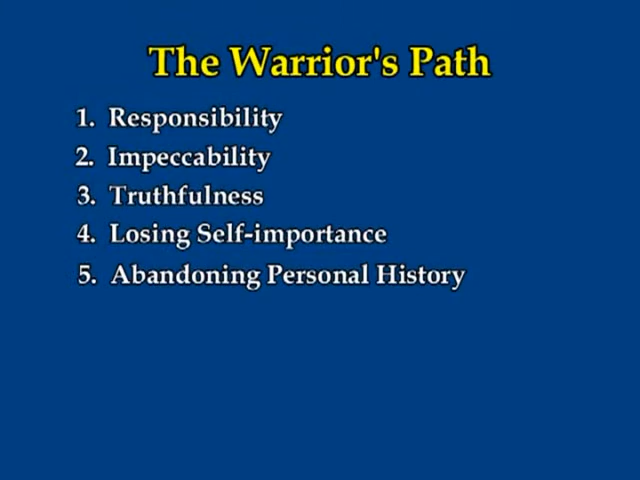 The Warrior's Path
1. Responsibility
2. Impeccability
3. Truthfulness
4. Losing Self-importance
5. Abandoning Personal History